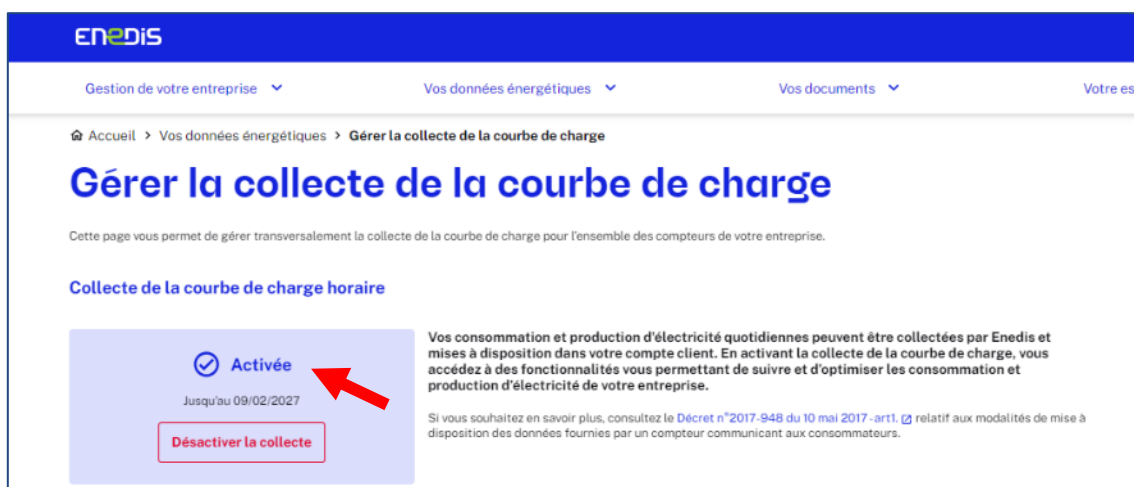 ENEDIS
Gestion de votre entreprise
Vos données énergétiques
Vos documents
Votre es
Accueil > Vos données énergétiques > Gérer la collecte de la courbe de charge
Gérer la collecte de la courbe de charge
Cette page vous permet de gérer transversalement la collecte de la courbe de charge pour l'ensemble des compteurs de votre entreprise.
Collecte de la courbe de charge horaire
Activée
Jusqu'au 09/02/2027
Désactiver la collecte
Vos consommation et production d'électricité quotidiennes peuvent être collectées par Enedis et
mises à disposition dans votre compte client. En activant la collecte de la courbe de charge, vous
accédez à des fonctionnalités vous permettant de suivre et d'optimiser les consommation et
production d'électricité de votre entreprise.
Si vous souhaitez en savoir plus, consultez le Décret n°2017-948 du 10 mai 2017-art1. relatif aux modalités de mise à
disposition des données fournies par un compteur communicant aux consommateurs.